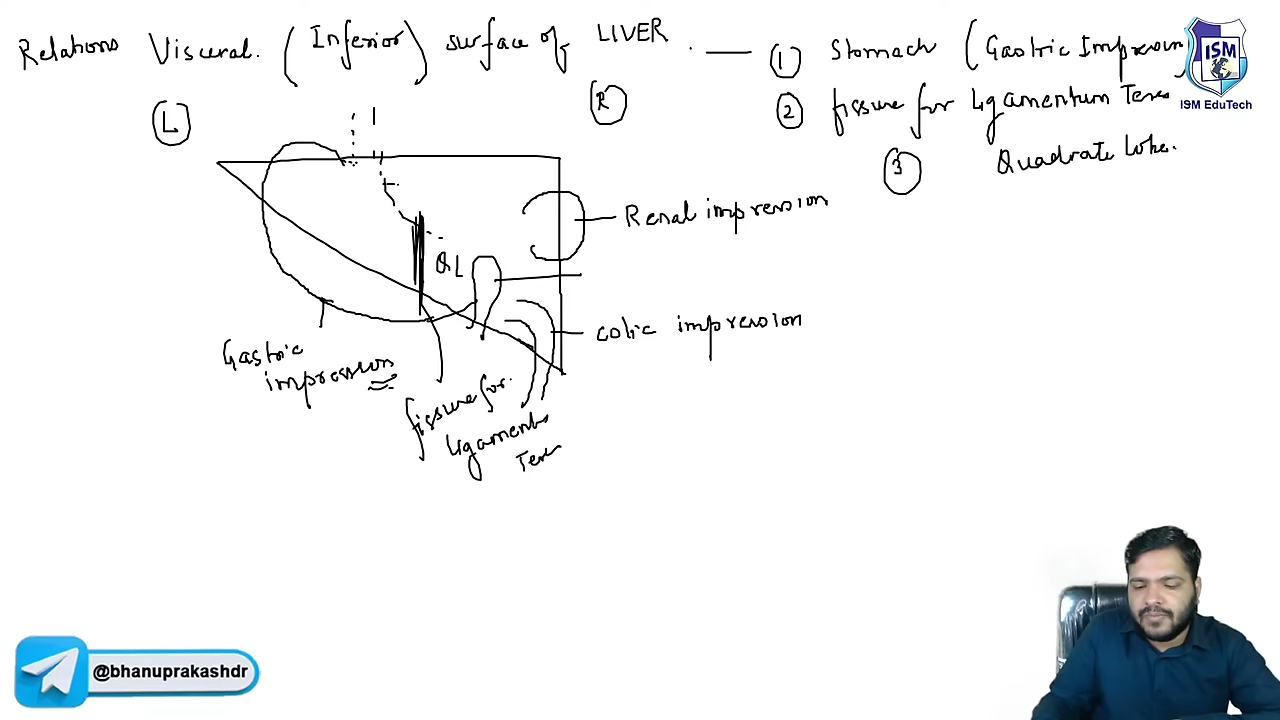 Relations Visceral. (Inferior) surface of LIVER. — ① Stomach (Gastric Impression)
② fissure for Ligamentum Teres
③ Quadrate Lobe.
ISM
ISM EduTech
L
R
Renal impression
QL
colic impression
Gastric
impression
fissure for
Ligamentum
Teres
@bhanuprakashdr